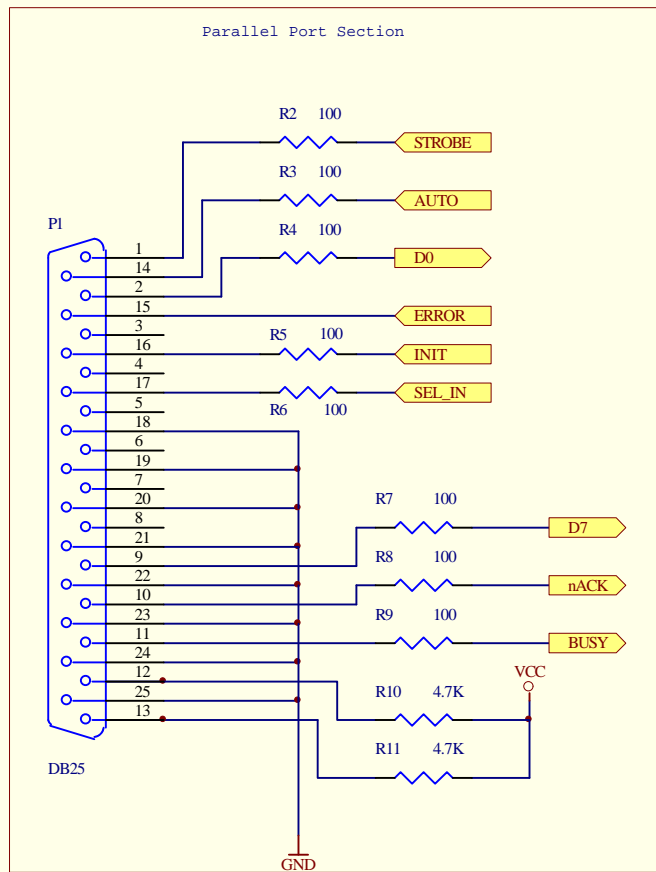 Parallel Port Section
R2 100
STROBE
R3 100
AUTO
P1
R4 100
1
D0
14
2
15
ERROR
3
R5 100
16
INIT
4
17
SEL_IN
5
R6 100
18
6
19
7
20
R7 100
8
D7
21
9
R8 100
22
nACK
10
R9 100
23
11
BUSY
24
12
VCC
25
R10 4.7K
13
R11 4.7K
DB25
GND